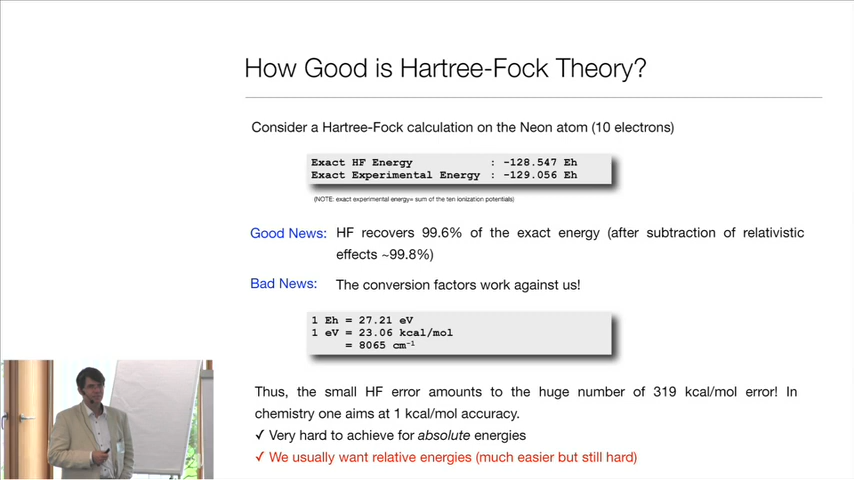 How Good is Hartree-Fock Theory?
Consider a Hartree-Fock calculation on the Neon atom (10 electrons)
Exact HF Energy : -128.547 Eh
Exact Experimental Energy : -129.056 Eh
(NOTE: exact experimental energy= sum of the ten ionization potentials)
Good News: HF recovers 99.6% of the exact energy (after subtraction of relativistic
effects ~99.8%)
Bad News: The conversion factors work against us!
1 Eh = 27.21 eV
1 eV = 23.06 kcal/mol
= 8065 cm⁻¹
Thus, the small HF error amounts to the huge number of 319 kcal/mol error! In
chemistry one aims at 1 kcal/mol accuracy.
✓ Very hard to achieve for absolute energies
✓ We usually want relative energies (much easier but still hard)